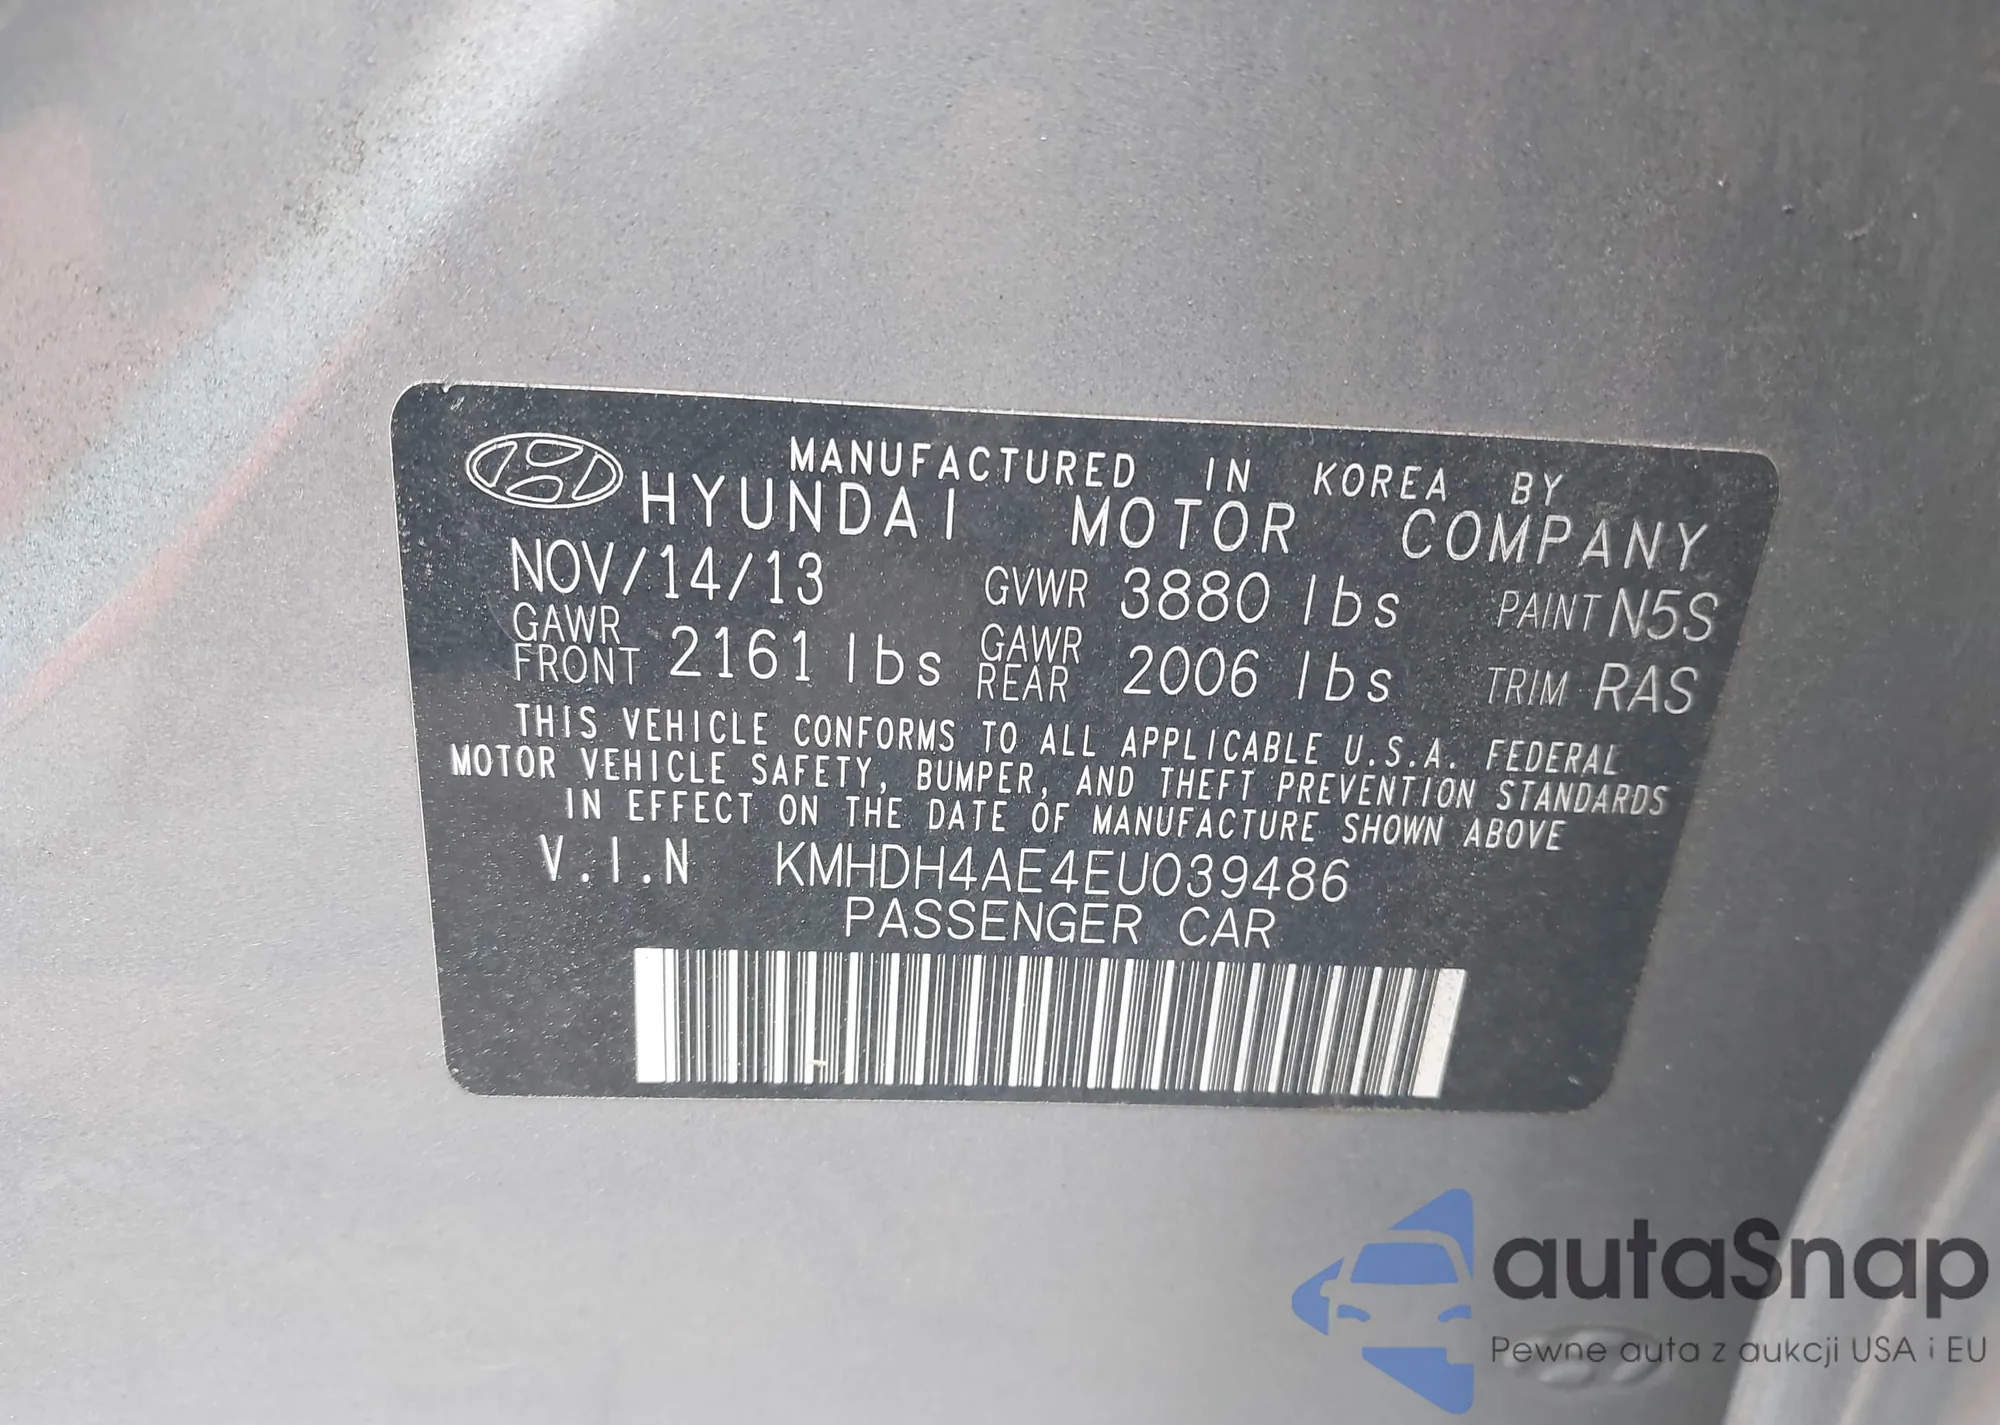 MANUFACTURED IN KOREA BY
HYUNDAI MOTOR COMPANY
NOV/14/13 GVWR 3880 lbs PAINT N5S
GAWR FRONT 2161 lbs GAWR REAR 2006 lbs TRIM RAS
THIS VEHICLE CONFORMS TO ALL APPLICABLE U.S.A. FEDERAL
MOTOR VEHICLE SAFETY, BUMPER, AND THEFT PREVENTION STANDARDS
IN EFFECT ON THE DATE OF MANUFACTURE SHOWN ABOVE
V.I.N KMHDH4AE4EU039486
PASSENGER CAR
autaSnap
Pewne auta z aukcji USA i EU